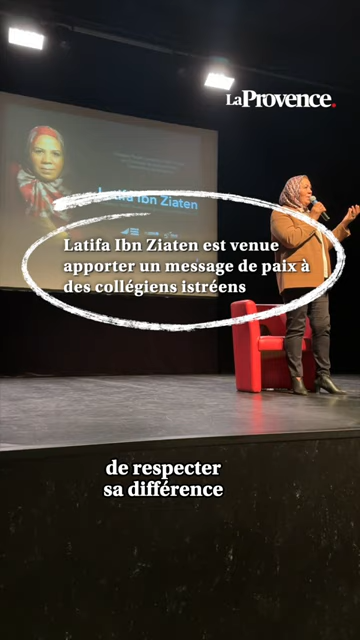 LaProvence.
Latifa Ibn Ziaten
Latifa Ibn Ziaten est venue
apporter un message de paix à
des collégiens istréens
de respecter
sa différence